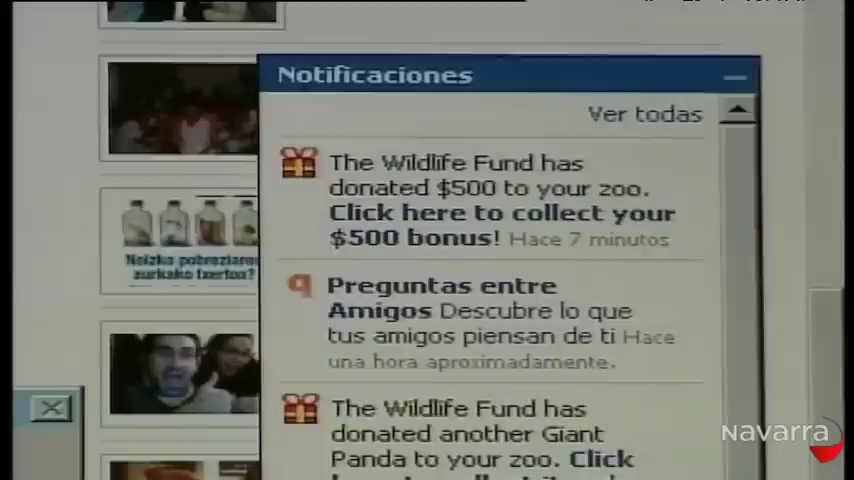 Notificaciones
Ver todas
The Wildlife Fund has
donated $500 to your zoo.
Click here to collect your
$500 bonus! Hace 7 minutos
Preguntas entre
Amigos Descubre lo que
tus amigos piensan de ti Hace
una hora aproximadamente.
The Wildlife Fund has
donated another Giant
Panda to your zoo. Click
Noizko pobreziaren
aurkako txertoa?
Navarra